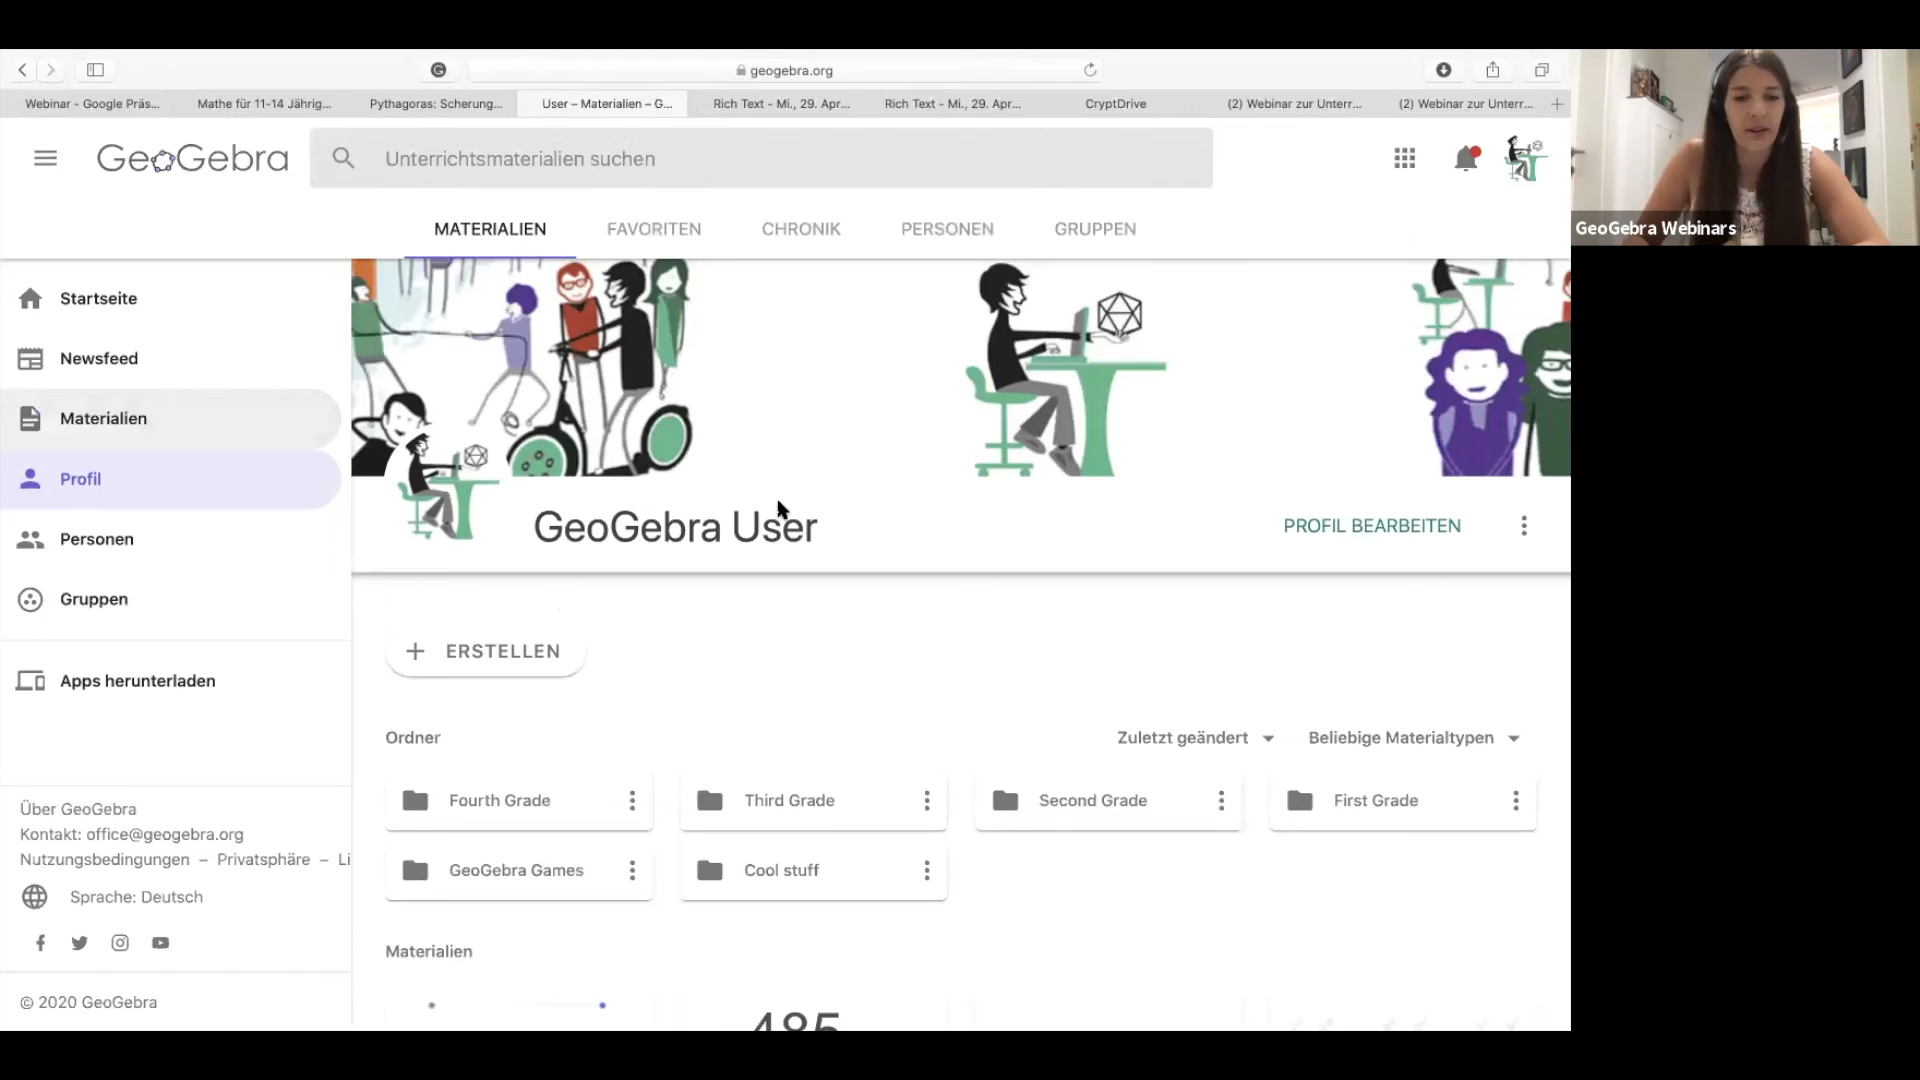 geogebra.org
Webinar - Google Präs...
Mathe für 11-14 Jährig...
Pythagoras: Scherung...
User – Materialien – G...
Rich Text - Mi., 29. Apr...
Rich Text - Mi., 29. Apr...
CryptDrive
(2) Webinar zur Unterr...
(2) Webinar zur Unterr...
GeoGebra
Unterrichtsmaterialien suchen
MATERIALIEN
FAVORITEN
CHRONIK
PERSONEN
GRUPPEN
GeoGebra Webinars
Startseite
Newsfeed
Materialien
Profil
Personen
Gruppen
Apps herunterladen
Über GeoGebra
Kontakt: office@geogebra.org
Nutzungsbedingungen – Privatsphäre – Li
Sprache: Deutsch
© 2020 GeoGebra
GeoGebra User
PROFIL BEARBEITEN
+ ERSTELLEN
Ordner
Zuletzt geändert
Beliebige Materialtypen
Fourth Grade
Third Grade
Second Grade
First Grade
GeoGebra Games
Cool stuff
Materialien
485